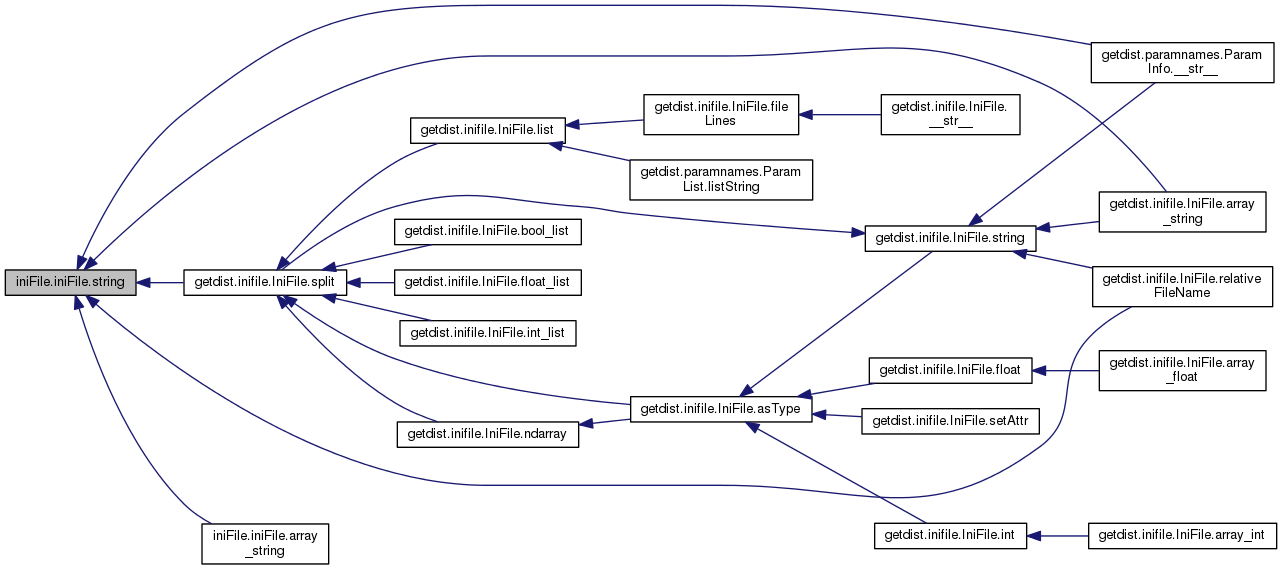 iniFile.iniFile.string
getdist.inifile.IniFile.split
iniFile.iniFile.array
_string
getdist.inifile.IniFile.list
getdist.inifile.IniFile.bool_list
getdist.inifile.IniFile.float_list
getdist.inifile.IniFile.int_list
getdist.inifile.IniFile.ndarray
getdist.inifile.IniFile.file
Lines
getdist.paramnames.Param
List.listString
getdist.inifile.IniFile.asType
getdist.inifile.IniFile.
__str__
getdist.inifile.IniFile.string
getdist.inifile.IniFile.float
getdist.inifile.IniFile.setAttr
getdist.inifile.IniFile.int
getdist.paramnames.Param
Info.__str__
getdist.inifile.IniFile.array
_string
getdist.inifile.IniFile.relative
FileName
getdist.inifile.IniFile.array
_float
getdist.inifile.IniFile.array_int